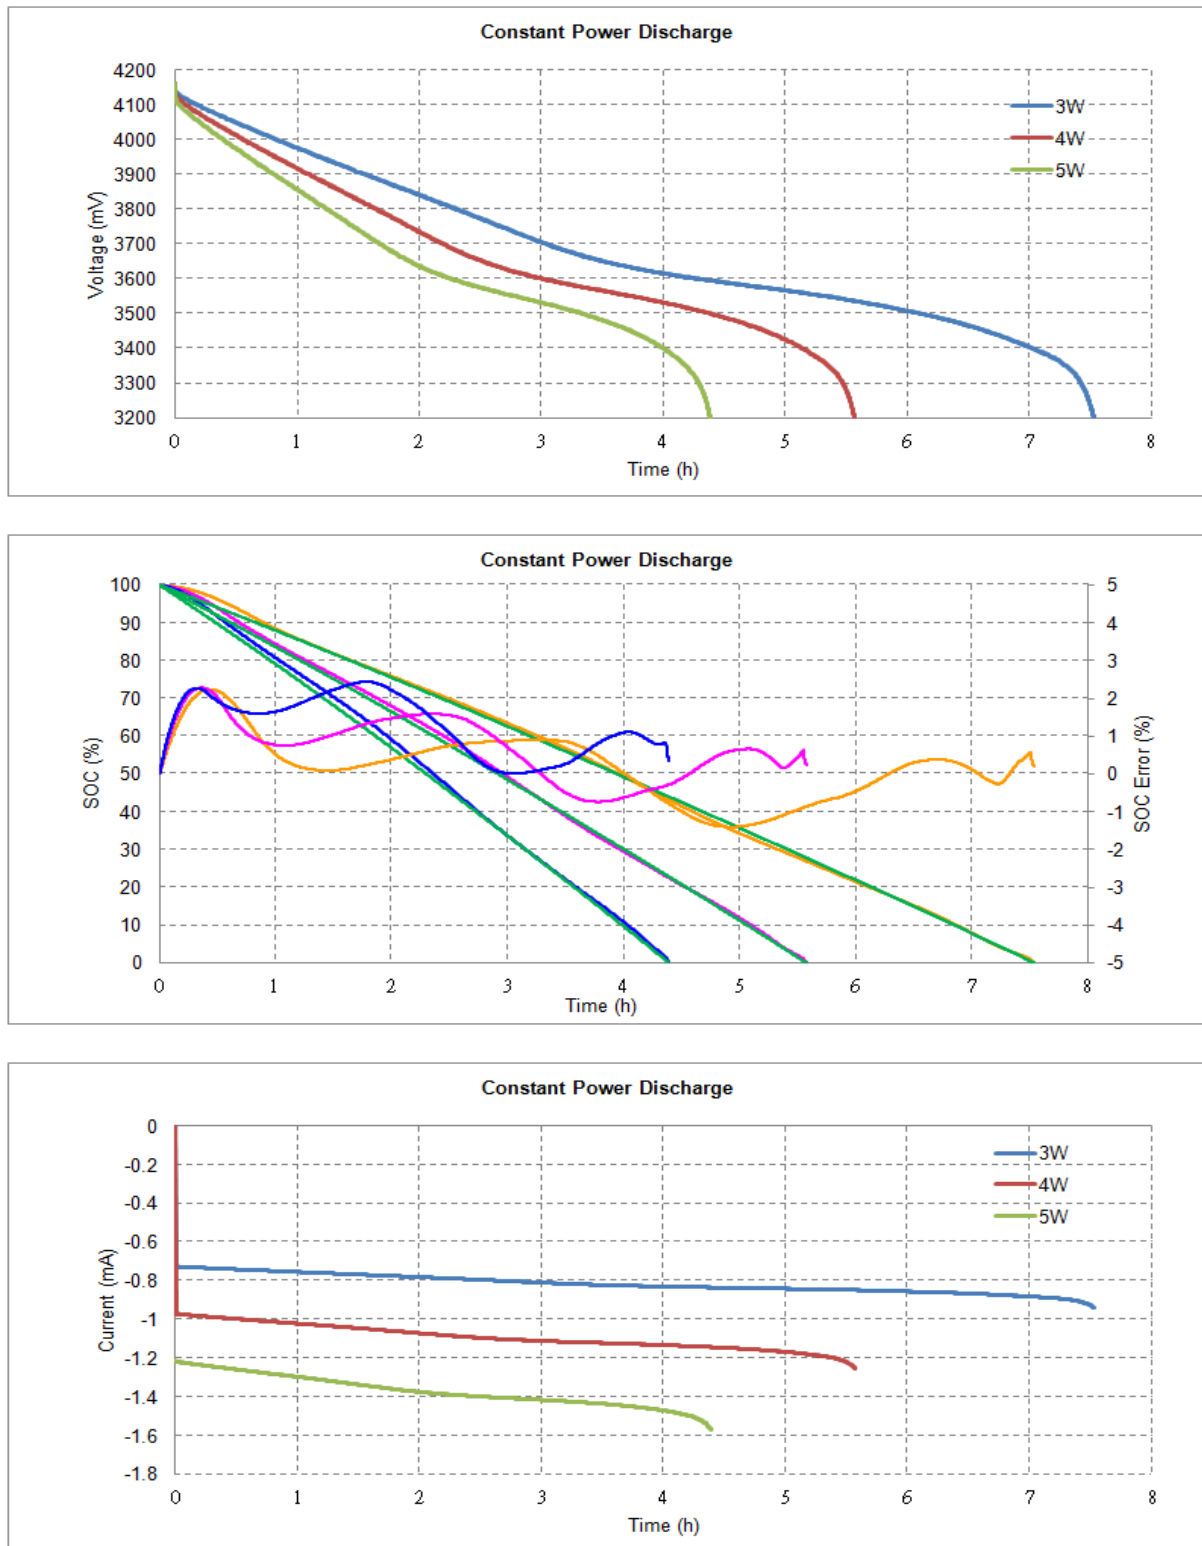 Constant Power Discharge
4200
4100
4000
3900
3800
3700
3600
3500
3400
3300
3200
Voltage (mV)
3W
4W
5W
0 1 2 3 4 5 6 7 8
Time (h)
Constant Power Discharge
100
90
80
70
60
50
40
30
20
10
0
SOC (%)
5
4
3
2
1
0
-1
-2
-3
-4
-5
SOC Error (%)
0 1 2 3 4 5 6 7 8
Time (h)
Constant Power Discharge
0
-0.2
-0.4
-0.6
-0.8
-1
-1.2
-1.4
-1.6
-1.8
Current (mA)
3W
4W
5W
0 1 2 3 4 5 6 7 8
Time (h)